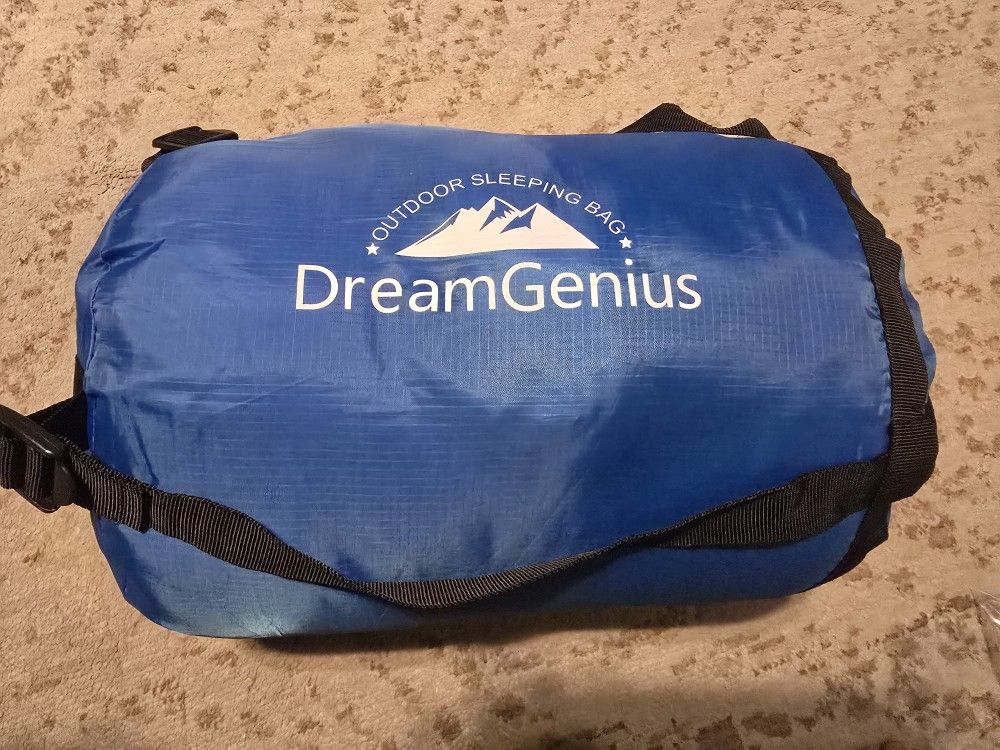 OUTDOOR SLEEPING BAG
DreamGenius